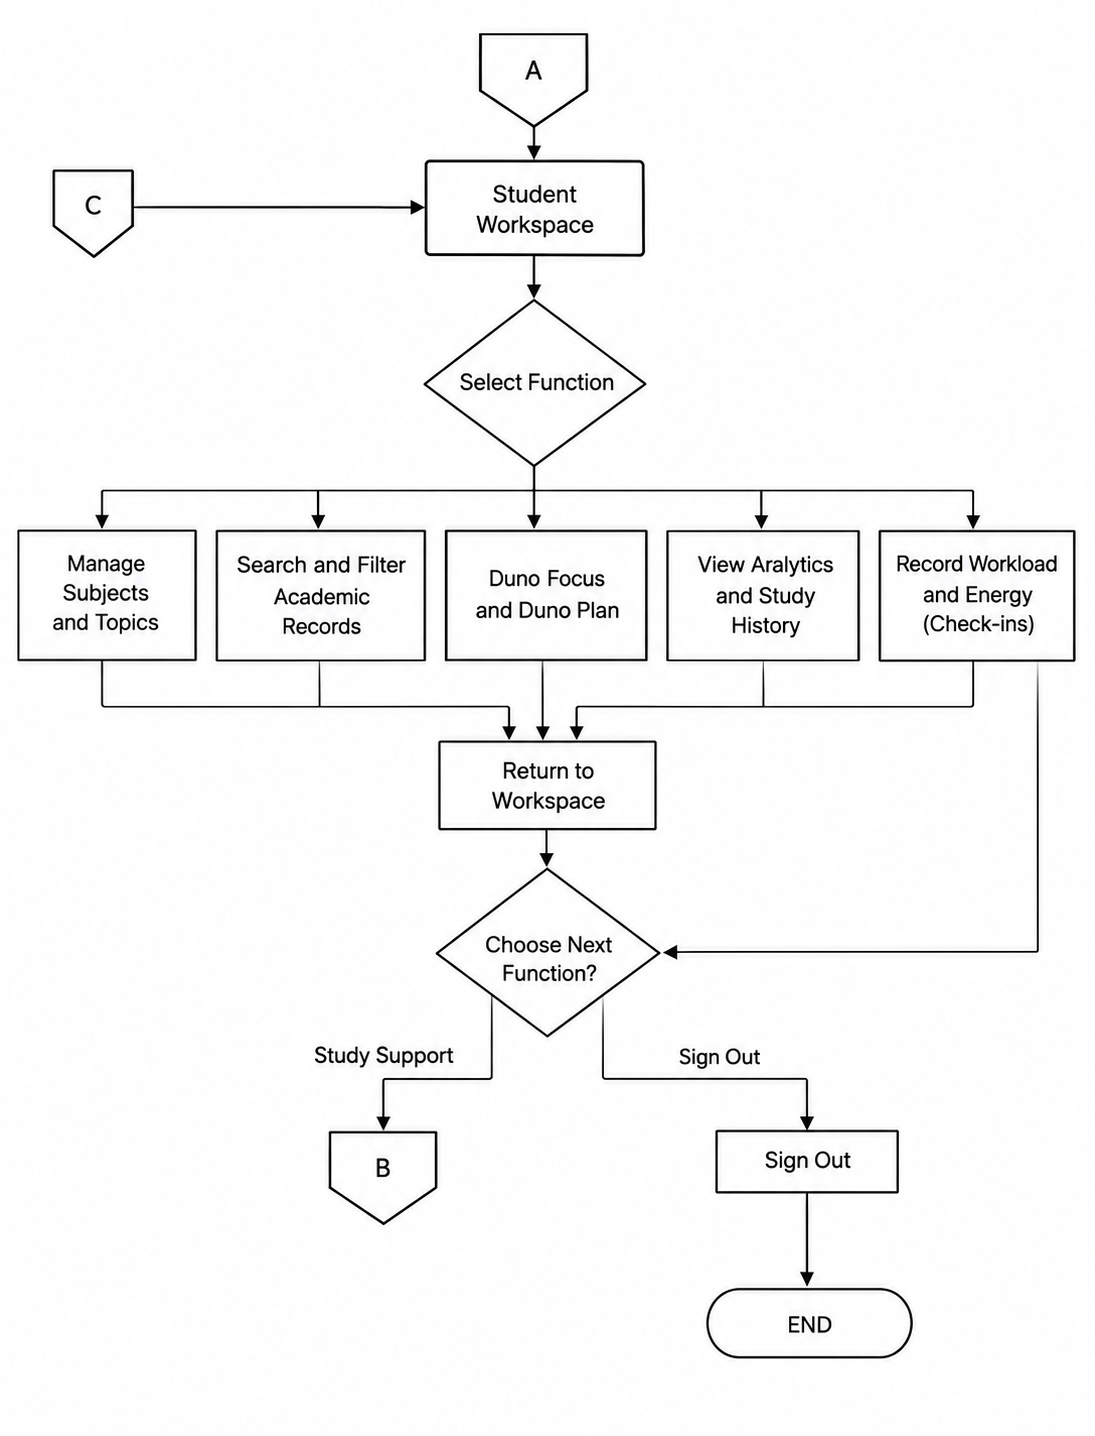 A
C
Student
Workspace
Select Function
Manage
Subjects
and Topics
Search and Filter
Academic
Records
Duno Focus
and Duno Plan
View Aralytics
and Study
History
Record Workload
and Energy
(Check-ins)
Return to
Workspace
Choose Next
Function?
Study Support
Sign Out
B
Sign Out
END